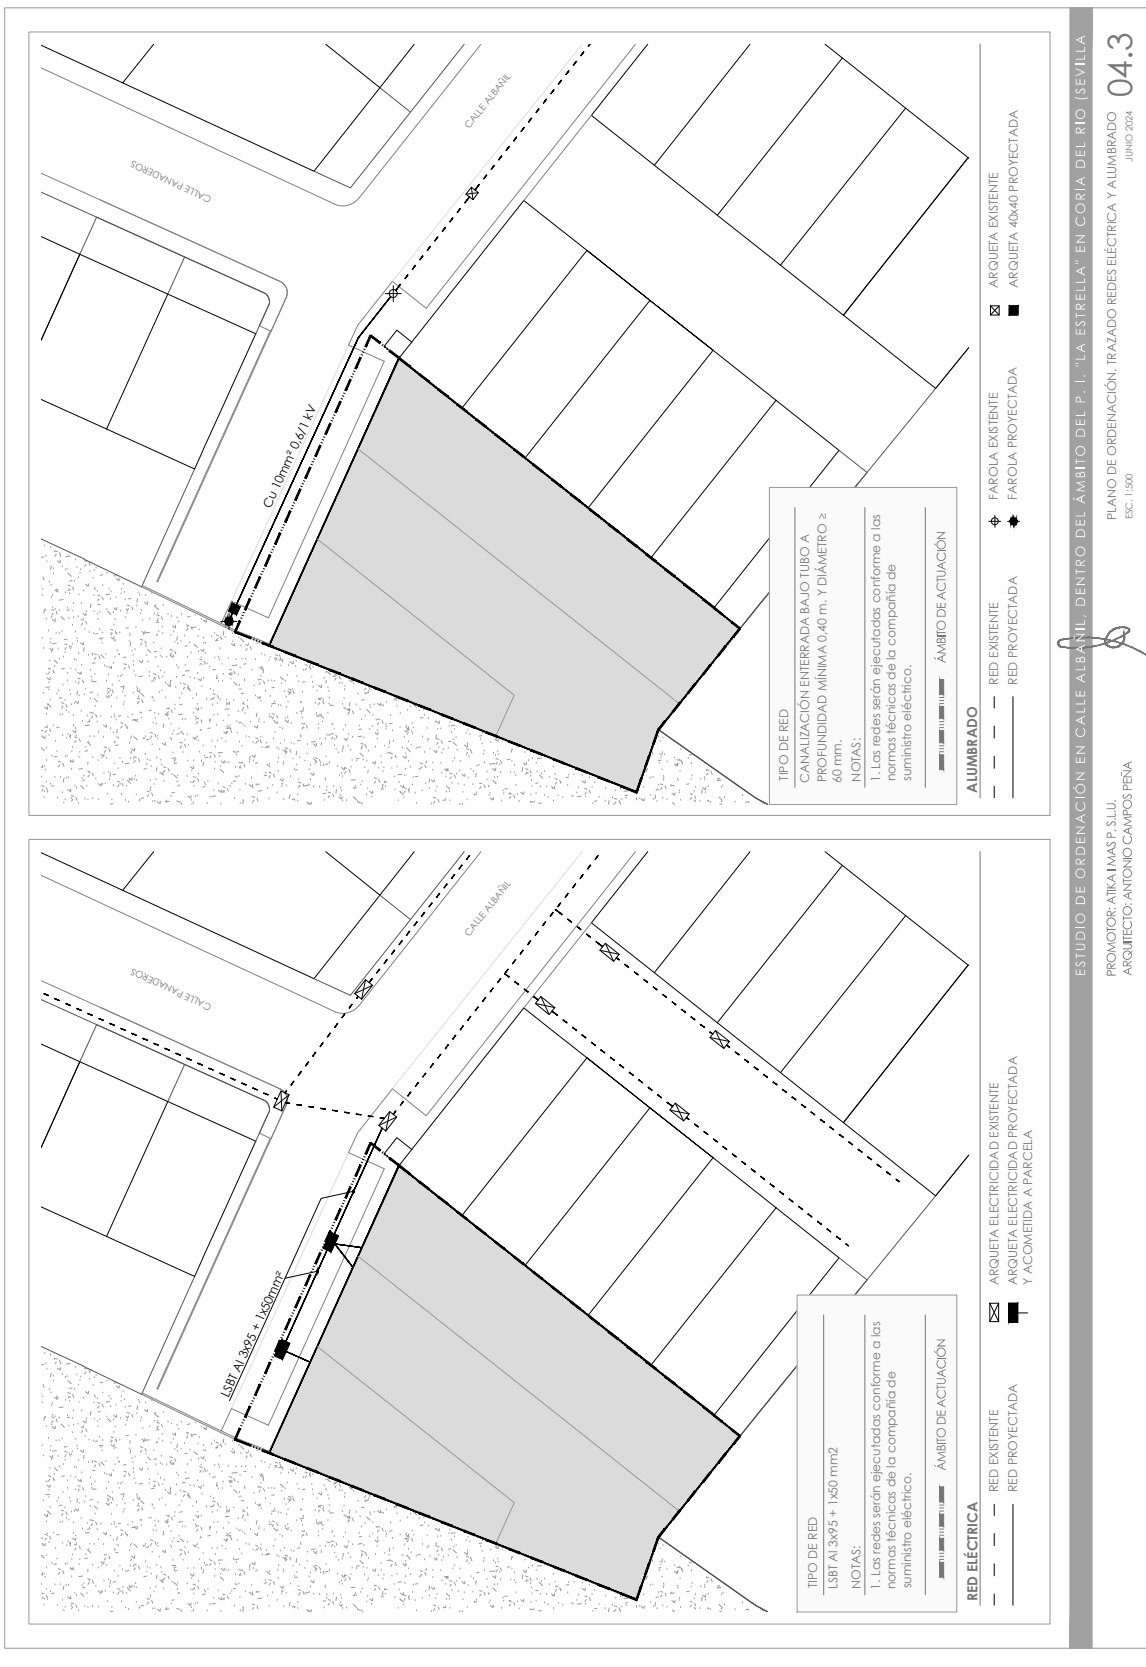 CALLE PANADEROS
CALLE ALBAÑIL
LSBT Al 3x95 + 1x50mm²
TIPO DE RED
LSBT Al 3x95 + 1x50 mm2
NOTAS:
1. Las redes serán ejecutadas conforme a las
normas técnicas de la compañía de
suministro eléctrico.
ÁMBITO DE ACTUACIÓN
RED ELÉCTRICA
RED EXISTENTE
RED PROYECTADA
ARQUETA ELECTRICIDAD EXISTENTE
ARQUETA ELECTRICIDAD PROYECTADA
Y ACOMETIDA A PARCELA
CALLE PANADEROS
CALLE ALBAÑIL
Cu 10mm² 0,6/1 kV
TIPO DE RED
CANALIZACIÓN ENTERRADA BAJO TUBO A
PROFUNDIDAD MÍNIMA 0.40 m. Y DIÁMETRO ≥
60 mm.
NOTAS:
1. Las redes serán ejecutadas conforme a las
normas técnicas de la compañía de
suministro eléctrico.
ÁMBITO DE ACTUACIÓN
ALUMBRADO
RED EXISTENTE
RED PROYECTADA
FAROLA EXISTENTE
FAROLA PROYECTADA
ARQUETA EXISTENTE
ARQUETA 40x40 PROYECTADA
ESTUDIO DE ORDENACIÓN EN CALLE ALBAÑIL, DENTRO DEL ÁMBITO DEL P. I. "LA ESTRELLA" EN CORIA DEL RIO (SEVILLA
PROMOTOR: ATIKA I MAS P, S.L.U.
ARQUITECTO: ANTONIO CAMPOS PEÑA
PLANO DE ORDENACIÓN. TRAZADO REDES ELÉCTRICA Y ALUMBRADO
ESC. 1:500
JUNIO 2024
04.3